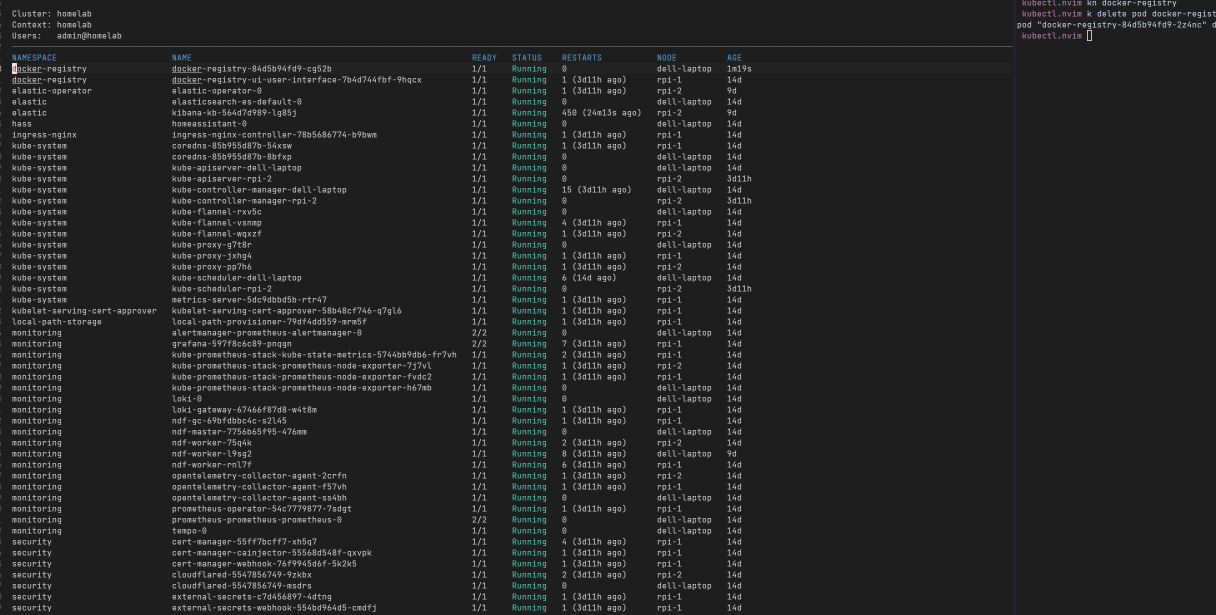 Cluster: homelab
Context: homelab
Users: admin@homelab
NAMESPACE NAME READY STATUS RESTARTS NODE AGE
docker-registry docker-registry-84d5b94fd9-cg52b 1/1 Running 0 dell-laptop 1m19s
docker-registry docker-registry-ui-user-interface-7b4d744fbf-9hqcx 1/1 Running 1 (3d11h ago) rpi-1 14d
elastic-operator elastic-operator-0 1/1 Running 1 (3d11h ago) rpi-2 9d
elastic elasticsearch-es-default-0 1/1 Running 0 dell-laptop 14d
elastic kibana-kb-564d7d989-lg85j 1/1 Running 450 (24m13s ago) rpi-2 9d
hass homeassistant-0 1/1 Running 0 dell-laptop 14d
ingress-nginx ingress-nginx-controller-78b5686774-b9bwm 1/1 Running 1 (3d11h ago) rpi-1 14d
kube-system coredns-85b955d87b-54xsw 1/1 Running 1 (3d11h ago) rpi-1 14d
kube-system coredns-85b955d87b-8bfxp 1/1 Running 0 dell-laptop 14d
kube-system kube-apiserver-dell-laptop 1/1 Running 0 dell-laptop 14d
kube-system kube-apiserver-rpi-2 1/1 Running 0 rpi-2 3d11h
kube-system kube-controller-manager-dell-laptop 1/1 Running 15 (3d11h ago) dell-laptop 14d
kube-system kube-controller-manager-rpi-2 1/1 Running 0 rpi-2 3d11h
kube-system kube-flannel-rxv5c 1/1 Running 0 dell-laptop 14d
kube-system kube-flannel-vsnmp 1/1 Running 4 (3d11h ago) rpi-1 14d
kube-system kube-flannel-wqxzf 1/1 Running 1 (3d11h ago) rpi-2 14d
kube-system kube-proxy-g7t8r 1/1 Running 0 dell-laptop 14d
kube-system kube-proxy-jxhg4 1/1 Running 1 (3d11h ago) rpi-1 14d
kube-system kube-proxy-pp7h6 1/1 Running 1 (3d11h ago) rpi-2 14d
kube-system kube-scheduler-dell-laptop 1/1 Running 6 (14d ago) dell-laptop 14d
kube-system kube-scheduler-rpi-2 1/1 Running 0 rpi-2 3d11h
kube-system metrics-server-5dc9dbbd5b-rtr47 1/1 Running 1 (3d11h ago) rpi-1 14d
kubelet-serving-cert-approver kubelet-serving-cert-approver-58b48cf746-q7gl6 1/1 Running 1 (3d11h ago) rpi-1 14d
local-path-storage local-path-provisioner-79df4dd559-mrm5f 1/1 Running 1 (3d11h ago) rpi-1 14d
monitoring alertmanager-prometheus-alertmanager-0 2/2 Running 0 dell-laptop 14d
monitoring grafana-597f8c6c89-pnqgn 2/2 Running 7 (3d11h ago) rpi-1 14d
monitoring kube-prometheus-stack-kube-state-metrics-5744bb9db6-fr7vh 1/1 Running 2 (3d11h ago) rpi-1 14d
monitoring kube-prometheus-stack-prometheus-node-exporter-7j7vl 1/1 Running 1 (3d11h ago) rpi-2 14d
monitoring kube-prometheus-stack-prometheus-node-exporter-fvdc2 1/1 Running 1 (3d11h ago) rpi-1 14d
monitoring kube-prometheus-stack-prometheus-node-exporter-h67mb 1/1 Running 0 dell-laptop 14d
monitoring loki-0 1/1 Running 0 dell-laptop 14d
monitoring loki-gateway-67466f87d8-w4t8m 1/1 Running 1 (3d11h ago) rpi-1 14d
monitoring ndf-gc-69bfdbbc4c-s2l45 1/1 Running 1 (3d11h ago) rpi-1 14d
monitoring ndf-master-7756b65f95-476mm 1/1 Running 0 dell-laptop 14d
monitoring ndf-worker-75q4k 1/1 Running 2 (3d11h ago) rpi-2 14d
monitoring ndf-worker-l9sg2 1/1 Running 8 (3d11h ago) dell-laptop 9d
monitoring ndf-worker-rnl7f 1/1 Running 6 (3d11h ago) rpi-1 14d
monitoring opentelemetry-collector-agent-2crfn 1/1 Running 1 (3d11h ago) rpi-2 14d
monitoring opentelemetry-collector-agent-f57vh 1/1 Running 1 (3d11h ago) rpi-1 14d
monitoring opentelemetry-collector-agent-ss4bh 1/1 Running 0 dell-laptop 14d
monitoring prometheus-operator-54c7779877-7sdgt 1/1 Running 1 (3d11h ago) rpi-1 14d
monitoring prometheus-prometheus-prometheus-0 2/2 Running 0 dell-laptop 14d
monitoring tempo-0 1/1 Running 0 dell-laptop 14d
security cert-manager-55ff7bcff7-xh5q7 1/1 Running 4 (3d11h ago) rpi-1 14d
security cert-manager-cainjector-55568d548f-qxvpk 1/1 Running 1 (3d11h ago) rpi-1 14d
security cert-manager-webhook-76f9945d6f-5k2k5 1/1 Running 1 (3d11h ago) rpi-1 14d
security cloudflared-5547856749-9zkbx 1/1 Running 2 (3d11h ago) rpi-2 14d
security cloudflared-5547856749-msdrs 1/1 Running 0 dell-laptop 14d
security external-secrets-c7d456897-4dtng 1/1 Running 1 (3d11h ago) rpi-1 14d
security external-secrets-webhook-554bd964d5-cmdfj 1/1 Running 1 (3d11h ago) rpi-1 14d
kubectl.nvim kn docker-registry
kubectl.nvim k delete pod docker-regist
pod "docker-registry-84d5b94fd9-2z4nc" d
kubectl.nvim